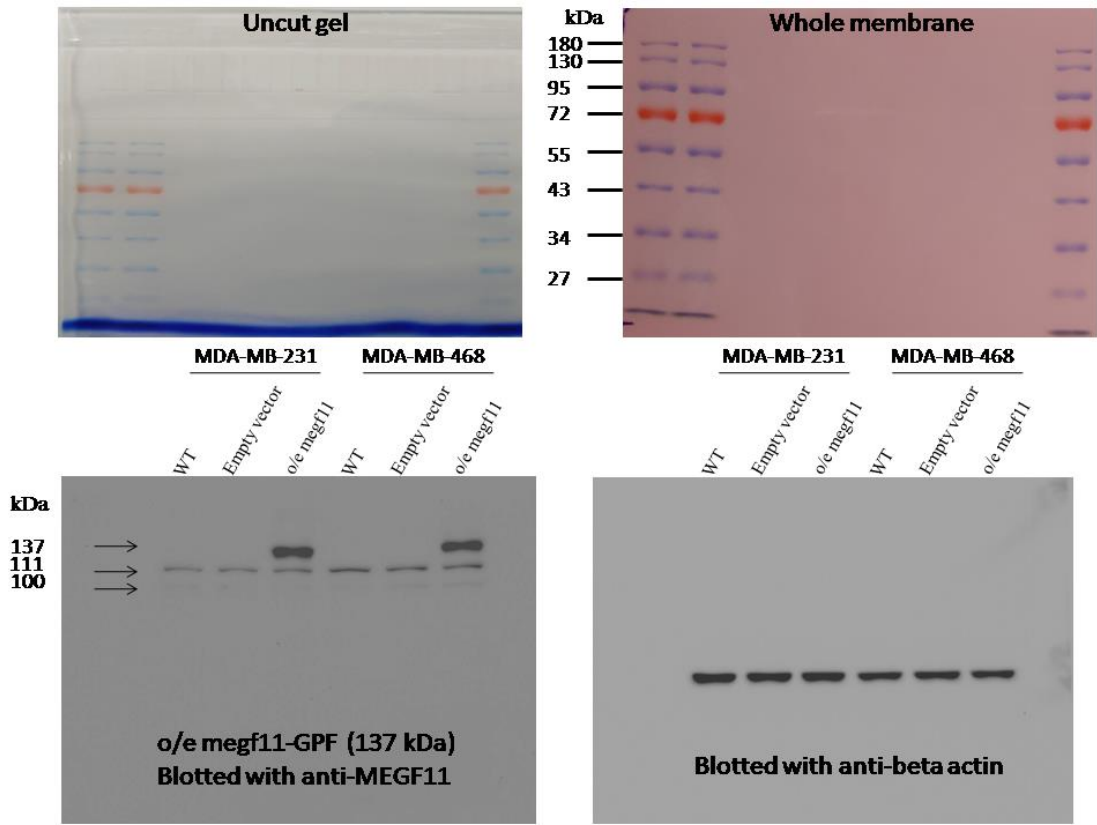 Uncut gel
kDa
180
130
95
72
55
43
34
27
Whole membrane
MDA-MB-231
MDA-MB-468
WT
Empty vector
o/e megf11
WT
Empty vector
o/e megf11
kDa
137
111
100
o/e megf11-GPF (137 kDa)
Blotted with anti-MEGF11
MDA-MB-231
MDA-MB-468
WT
Empty vector
o/e megf11
WT
Empty vector
o/e megf11
Blotted with anti-beta actin